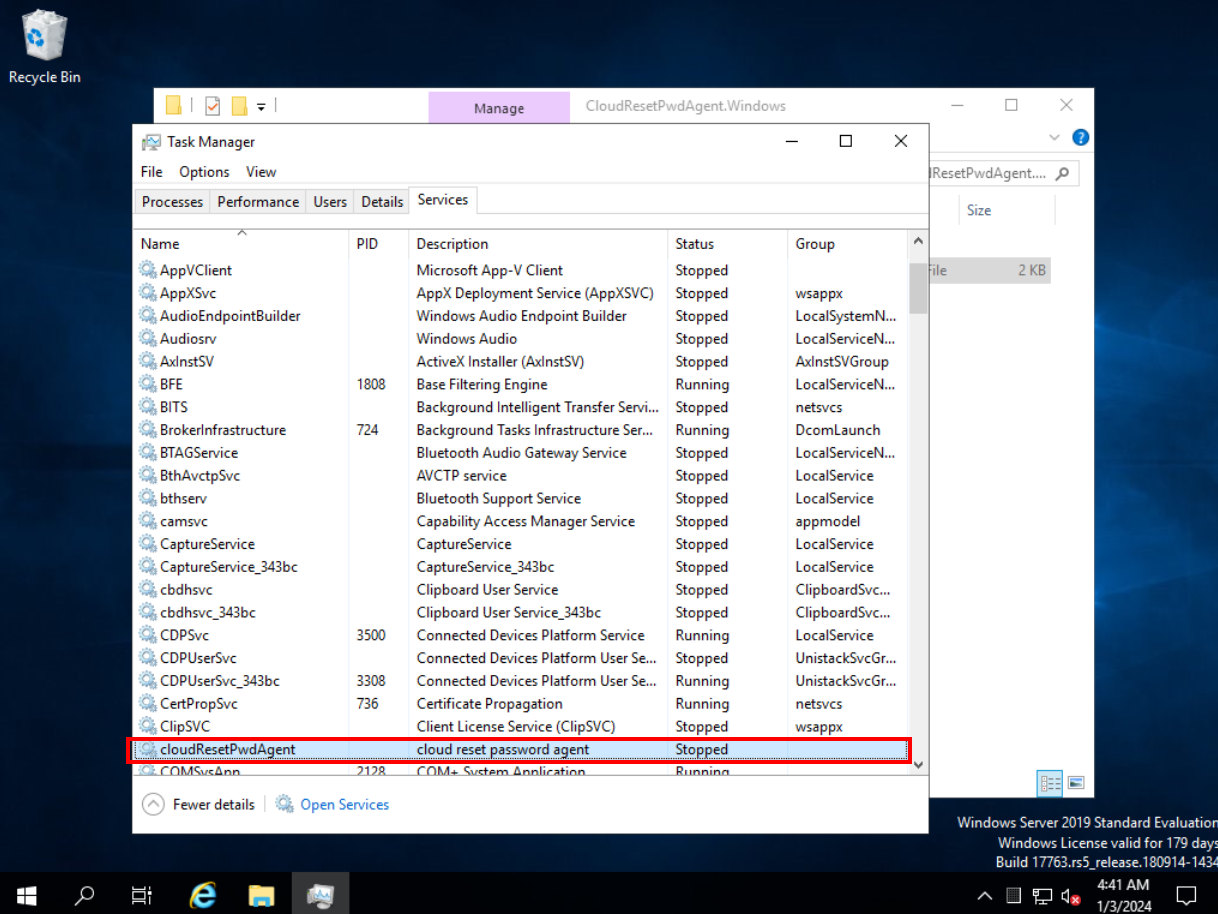 Recycle Bin
Manage
CloudResetPwdAgent.Windows
Task Manager
File Options View
dResetPwdAgent....
Processes Performance Users Details Services
Size
Name PID Description Status Group
AppVClient Microsoft App-V Client Stopped
File 2 KB
AppXSvc AppX Deployment Service (AppXSVC) Stopped wsappx
AudioEndpointBuilder Windows Audio Endpoint Builder Stopped LocalSystemN...
Audiosrv Windows Audio Stopped LocalServiceN...
AxInstSV ActiveX Installer (AxInstSV) Stopped AxInstSVGroup
BFE 1808 Base Filtering Engine Running LocalServiceN...
BITS Background Intelligent Transfer Servi... Stopped netsvcs
BrokerInfrastructure 724 Background Tasks Infrastructure Ser... Running DcomLaunch
BTAGService Bluetooth Audio Gateway Service Stopped LocalServiceN...
BthAvctpSvc AVCTP service Stopped LocalService
bthserv Bluetooth Support Service Stopped LocalService
camsvc Capability Access Manager Service Stopped appmodel
CaptureService CaptureService Stopped LocalService
CaptureService_343bc CaptureService_343bc Stopped LocalService
cbdhsvc Clipboard User Service Stopped ClipboardSvc...
cbdhsvc_343bc Clipboard User Service_343bc Stopped ClipboardSvc...
CDPSvc 3500 Connected Devices Platform Service Running LocalService
CDPUserSvc Connected Devices Platform User Se... Stopped UnistackSvcGr...
CDPUserSvc_343bc 3308 Connected Devices Platform User Se... Running UnistackSvcGr...
CertPropSvc 736 Certificate Propagation Running netsvcs
ClipSVC Client License Service (ClipSVC) Stopped wsappx
cloudResetPwdAgent cloud reset password agent Stopped
COMSysApp 2128 COM+ System Application Running
Fewer details Open Services
Windows Server 2019 Standard Evaluation
Windows License valid for 179 days
Build 17763.rs5_release.180914-1434
4:41 AM
1/3/2024